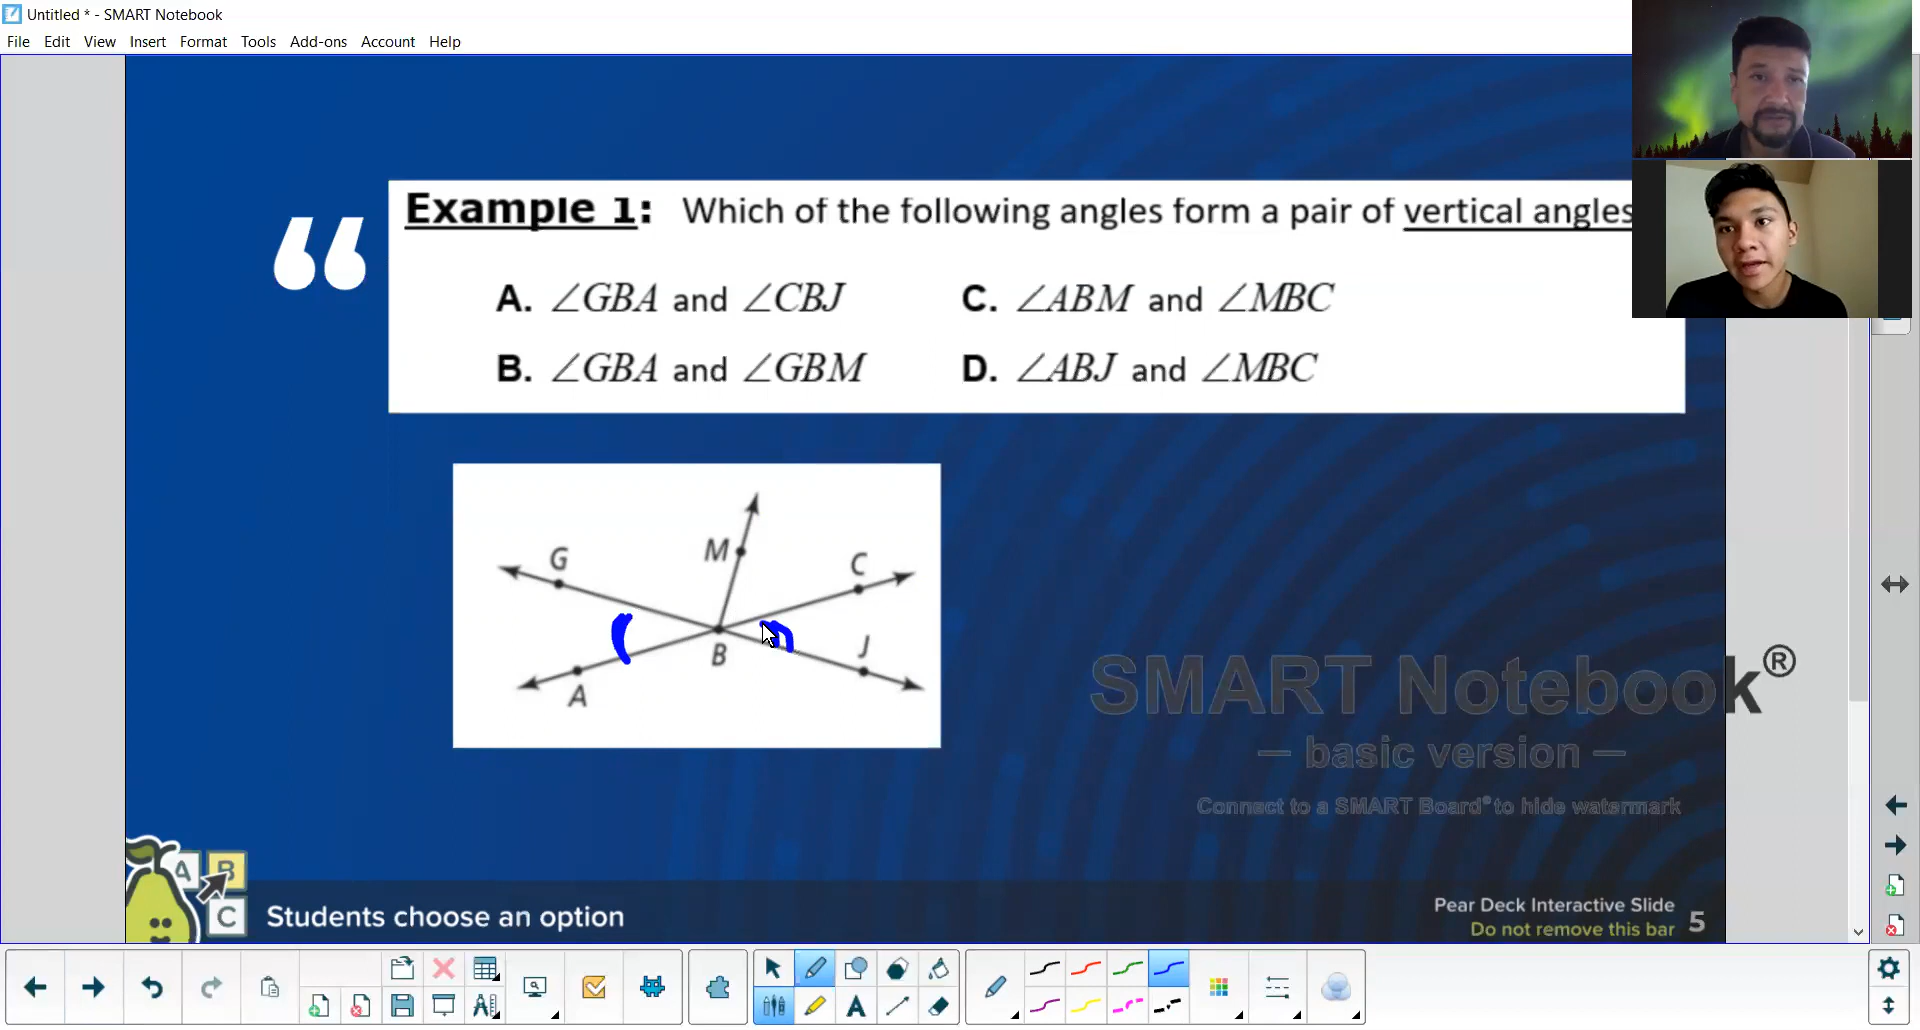 Untitled * - SMART Notebook
File Edit View Insert Format Tools Add-ons Account Help
“
Example 1: Which of the following angles form a pair of vertical angles
A. ∠GBA and ∠CBJ C. ∠ABM and ∠MBC
B. ∠GBA and ∠GBM D. ∠ABJ and ∠MBC
M
G
C
B
J
A
SMART Notebook®
— basic version —
Connect to a SMART Board® to hide watermark
A B
C
Students choose an option
Pear Deck Interactive Slide
Do not remove this bar
5
A